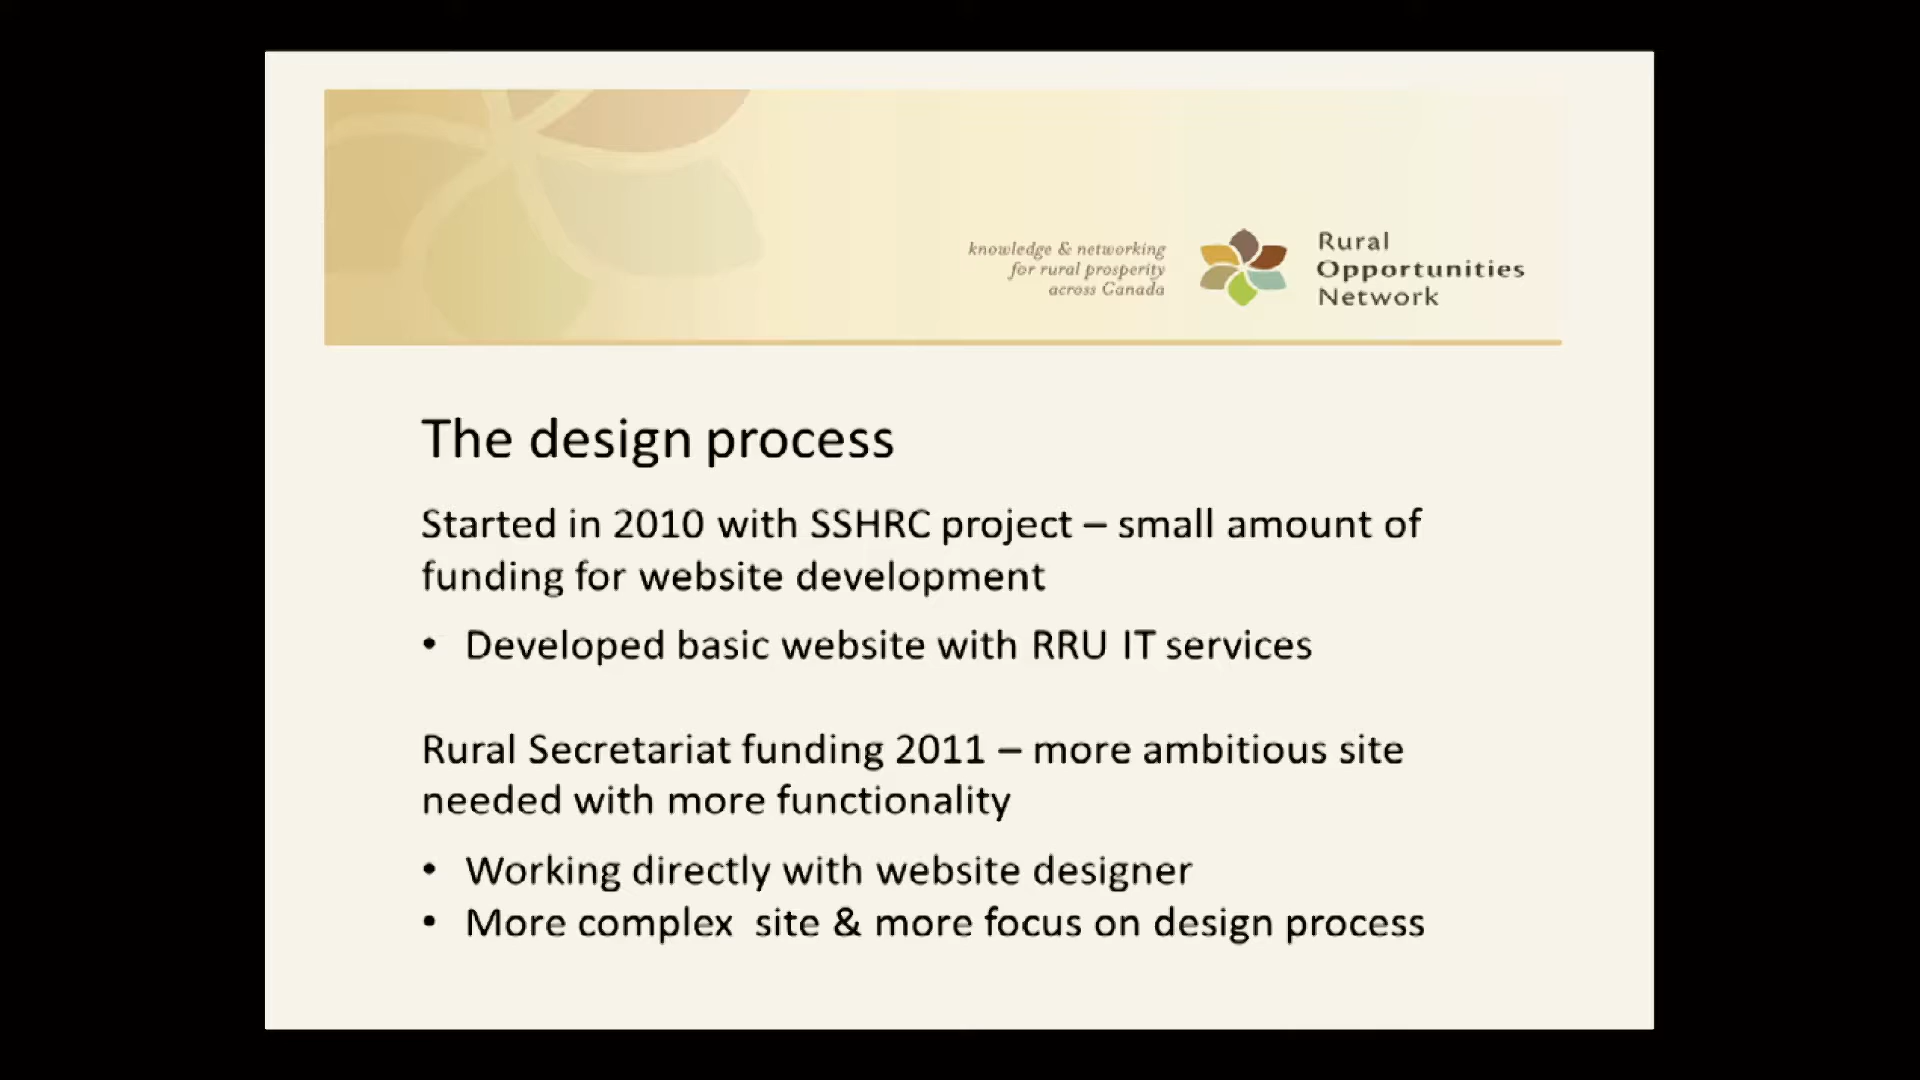 knowledge & networking
for rural prosperity
across Canada
Rural
Opportunities
Network
The design process
Started in 2010 with SSHRC project – small amount of
funding for website development
• Developed basic website with RRU IT services
Rural Secretariat funding 2011 – more ambitious site
needed with more functionality
• Working directly with website designer
• More complex  site & more focus on design process